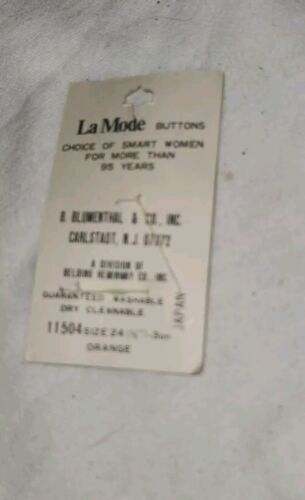 La Mode BUTTONS
CHOICE OF SMART WOMEN
FOR MORE THAN
95 YEARS
B. BLUMENTHAL & CO., INC.
CARLSTADT, N.J. 07072
A DIVISION OF
BELDING HEMINWAY CO., INC.
GUARANTEED WASHABLE
DRY CLEANABLE
11504 SIZE 24
ORANGE
JAPAN